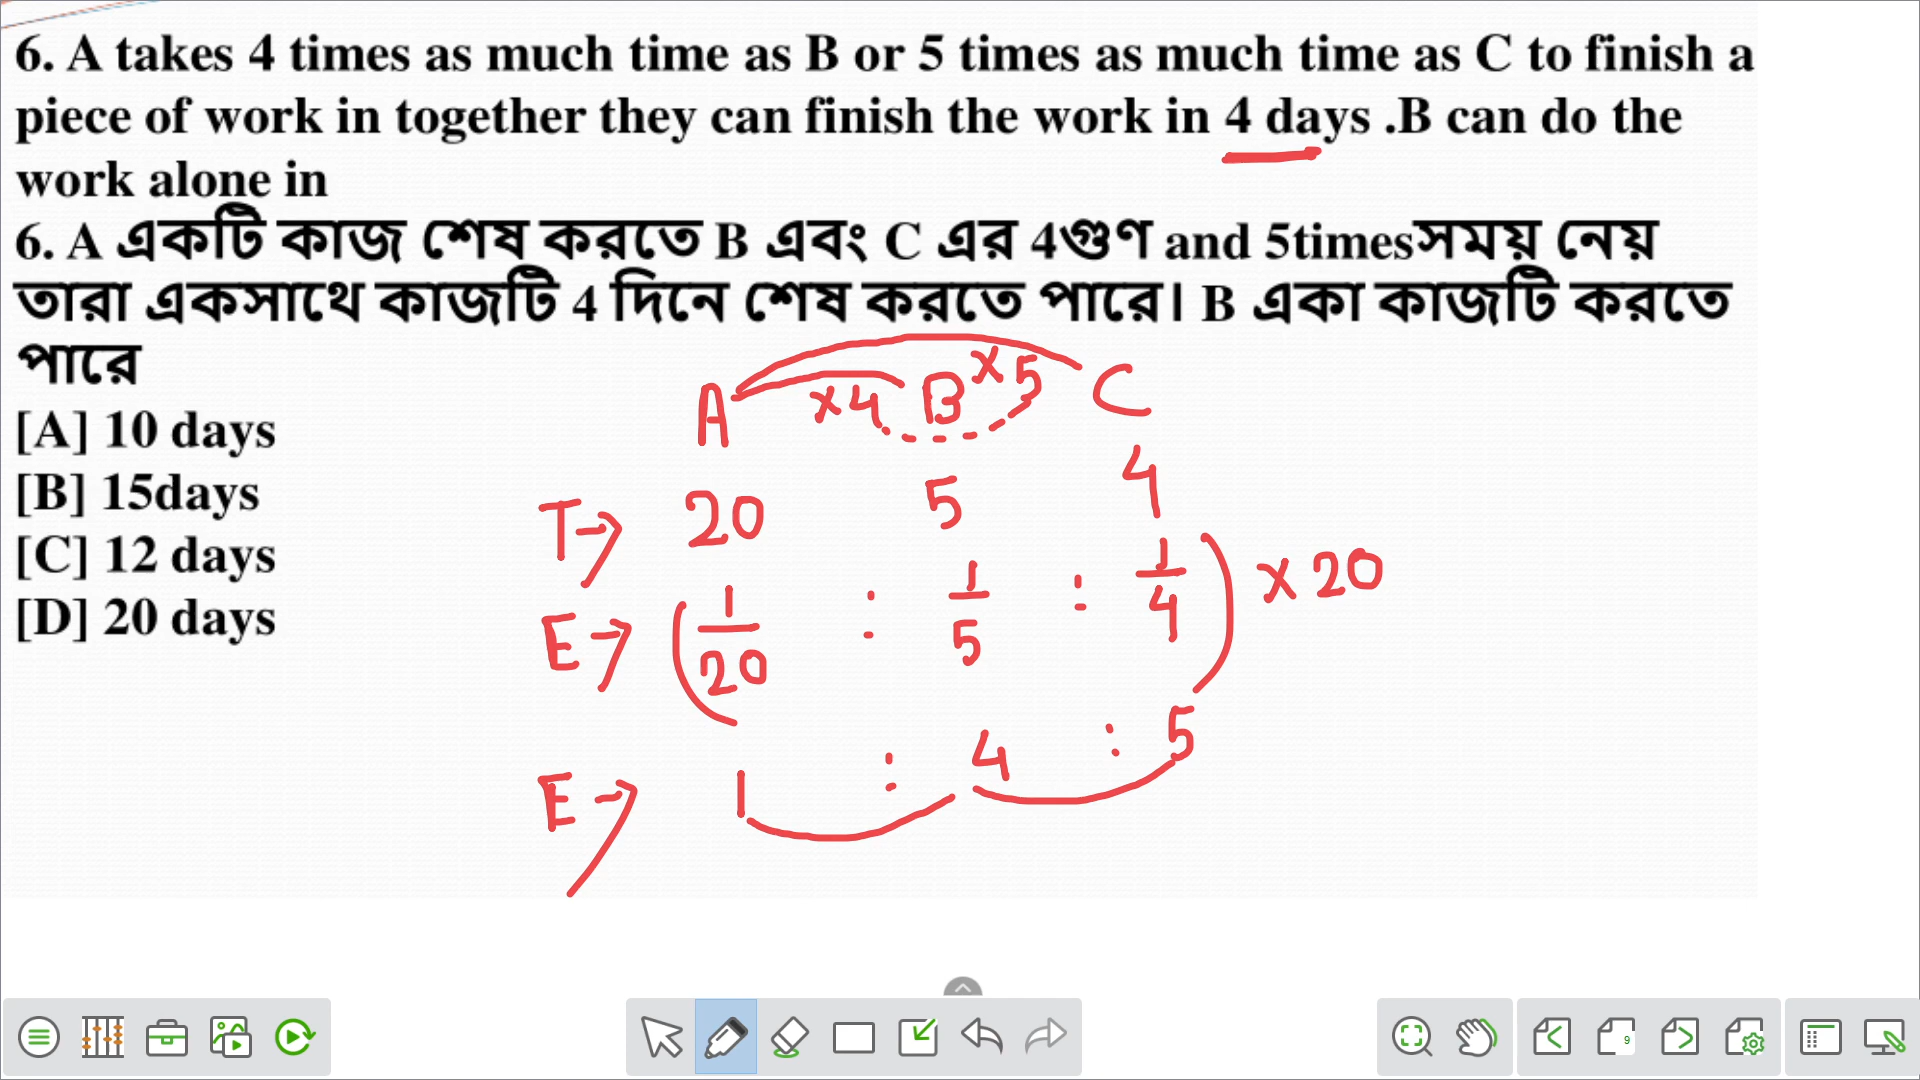 6. A takes 4 times as much time as B or 5 times as much time as C to finish a
piece of work in together they can finish the work in 4 days .B can do the
work alone in
6. A একটি কাজ শেষ করতে B এবং C এর 4গুণ and 5timesসময় নেয়
তারা একসাথে কাজটি 4 দিনে শেষ করতে পারে। B একা কাজটি করতে
পারে
[A] 10 days
[B] 15days
[C] 12 days
[D] 20 days
A ×4 B ×5 C
T→ 20 5 4
E→ (1/20 : 1/5 : 1/4) ×20
E→ 1 : 4 : 5
9